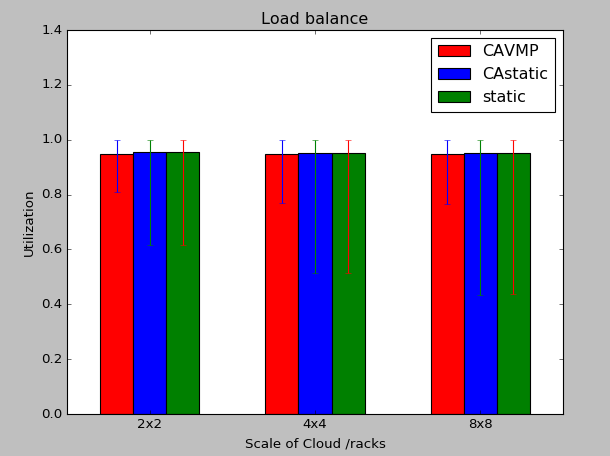 Load balance
1.4
1.2
1.0
0.8
0.6
0.4
0.2
0.0
Utilization
CAVMP
CAstatic
static
2x2
4x4
8x8
Scale of Cloud /racks